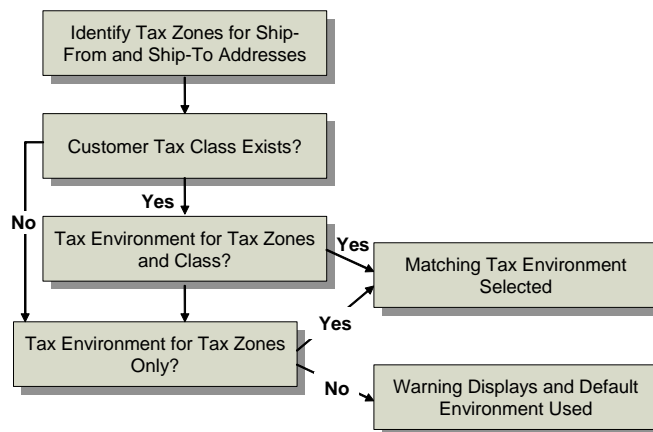 Identify Tax Zones for Ship-
From and Ship-To Addresses
Customer Tax Class Exists?
Yes
No
Tax Environment for Tax Zones
and Class?
Yes
Matching Tax Environment
Selected
Yes
Tax Environment for Tax Zones
Only?
No
Warning Displays and Default
Environment Used